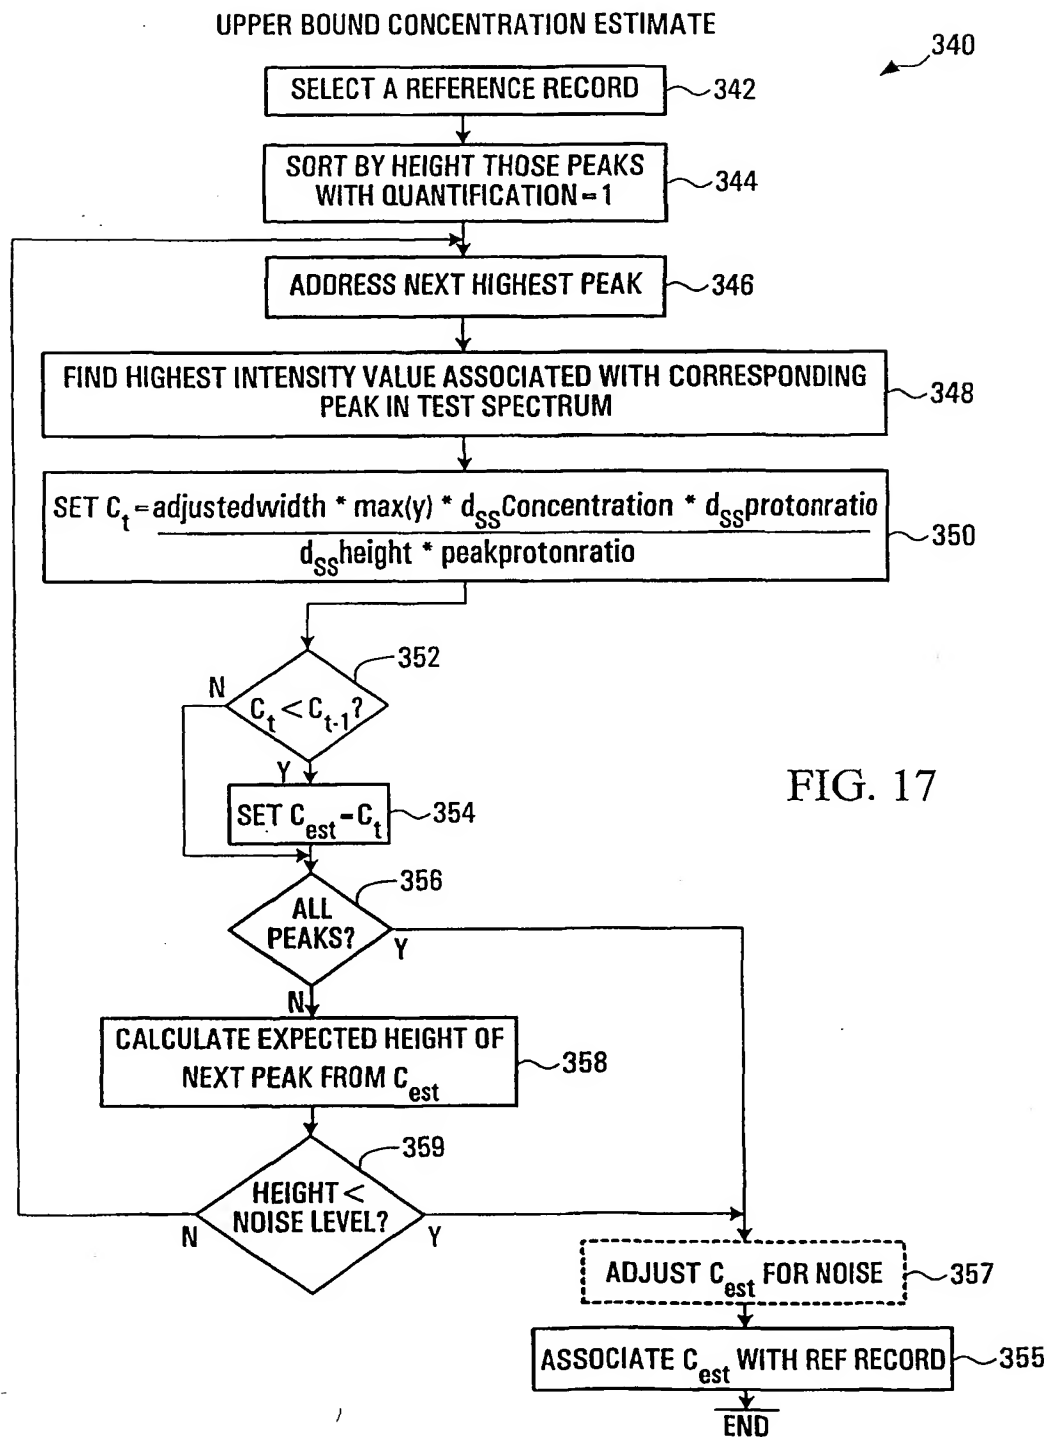 UPPER BOUND CONCENTRATION ESTIMATE
340
SELECT A REFERENCE RECORD
342
SORT BY HEIGHT THOSE PEAKS
WITH QUANTIFICATION = 1
344
ADDRESS NEXT HIGHEST PEAK
346
FIND HIGHEST INTENSITY VALUE ASSOCIATED WITH CORRESPONDING
PEAK IN TEST SPECTRUM
348
SET Ct = adjustedwidth * max(y) * dSSConcentration * dSSprotonratio
dSSheight * peakprotonratio
350
352
N
Ct < Ct-1?
Y
SET Cest = Ct
354
FIG. 17
356
ALL
PEAKS?
Y
N
CALCULATE EXPECTED HEIGHT OF
NEXT PEAK FROM Cest
358
359
HEIGHT <
NOISE LEVEL?
N
Y
ADJUST Cest FOR NOISE
357
ASSOCIATE Cest WITH REF RECORD
355
END